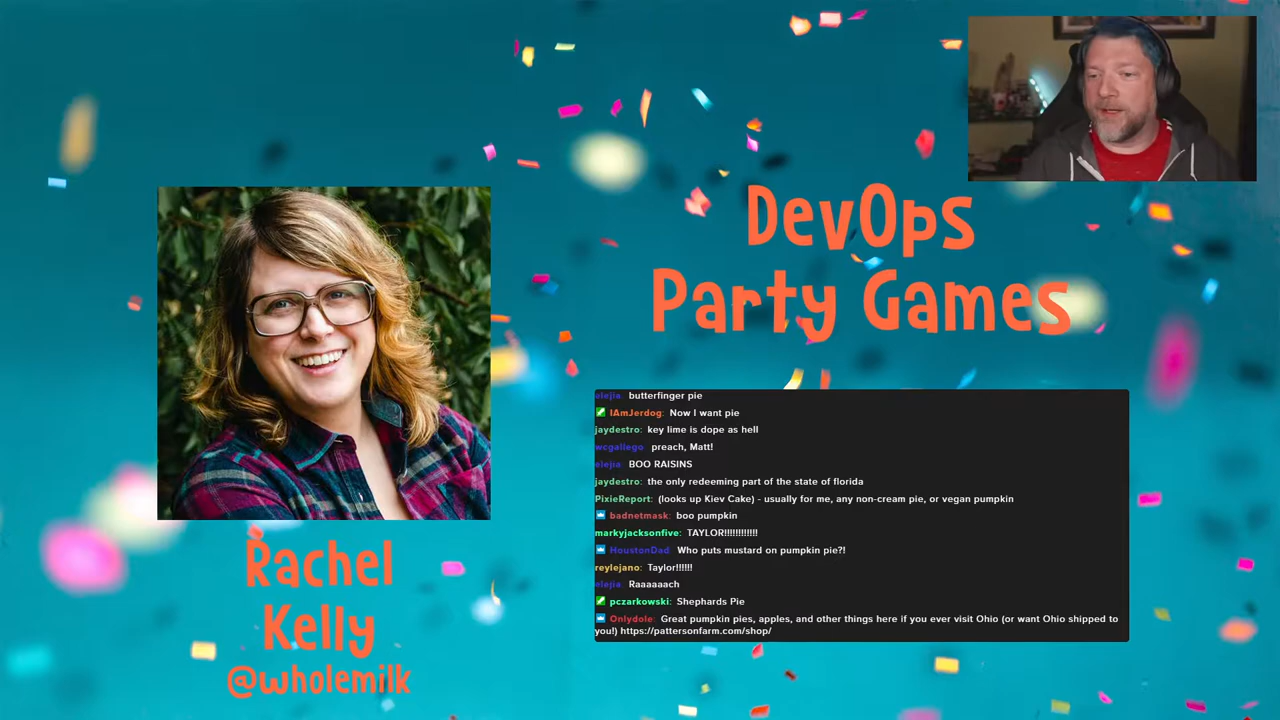 DevOps
Party Games
elejia: butterfinger pie
IAmJerdog: Now I want pie
jaydestro: key lime is dope as hell
wcgallego: preach, Matt!
elejia: BOO RAISINS
jaydestro: the only redeeming part of the state of florida
PixieReport: (looks up Kiev Cake) - usually for me, any non-cream pie, or vegan pumpkin
badnetmask: boo pumpkin
markyjacksonfive: TAYLOR!!!!!!!!!!!!
HoustonDad: Who puts mustard on pumpkin pie?!
reylejano: Taylor!!!!!!
elejia: Raaaaaach
pczarkowski: Shephards Pie
Onlydole: Great pumpkin pies, apples, and other things here if you ever visit Ohio (or want Ohio shipped to
you!) https://pattersonfarm.com/shop/
Rachel
Kelly
@wholemilk